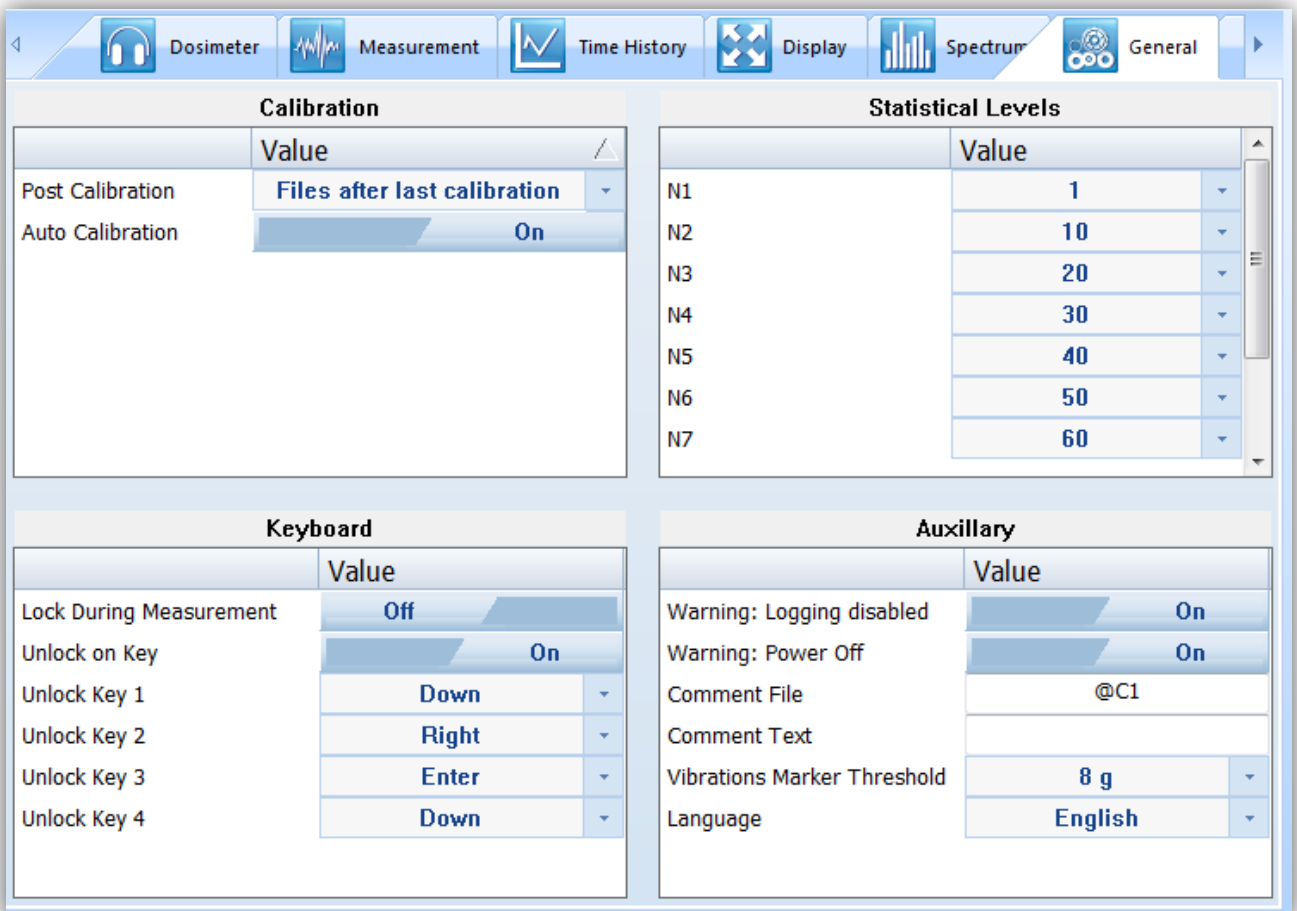 Dosimeter Measurement Time History Display Spectrum General
Calibration
Value
Post Calibration Files after last calibration
Auto Calibration On
Statistical Levels
Value
N1 1
N2 10
N3 20
N4 30
N5 40
N6 50
N7 60
Keyboard
Value
Lock During Measurement Off
Unlock on Key On
Unlock Key 1 Down
Unlock Key 2 Right
Unlock Key 3 Enter
Unlock Key 4 Down
Auxillary
Value
Warning: Logging disabled On
Warning: Power Off On
Comment File @C1
Comment Text
Vibrations Marker Threshold 8 g
Language English